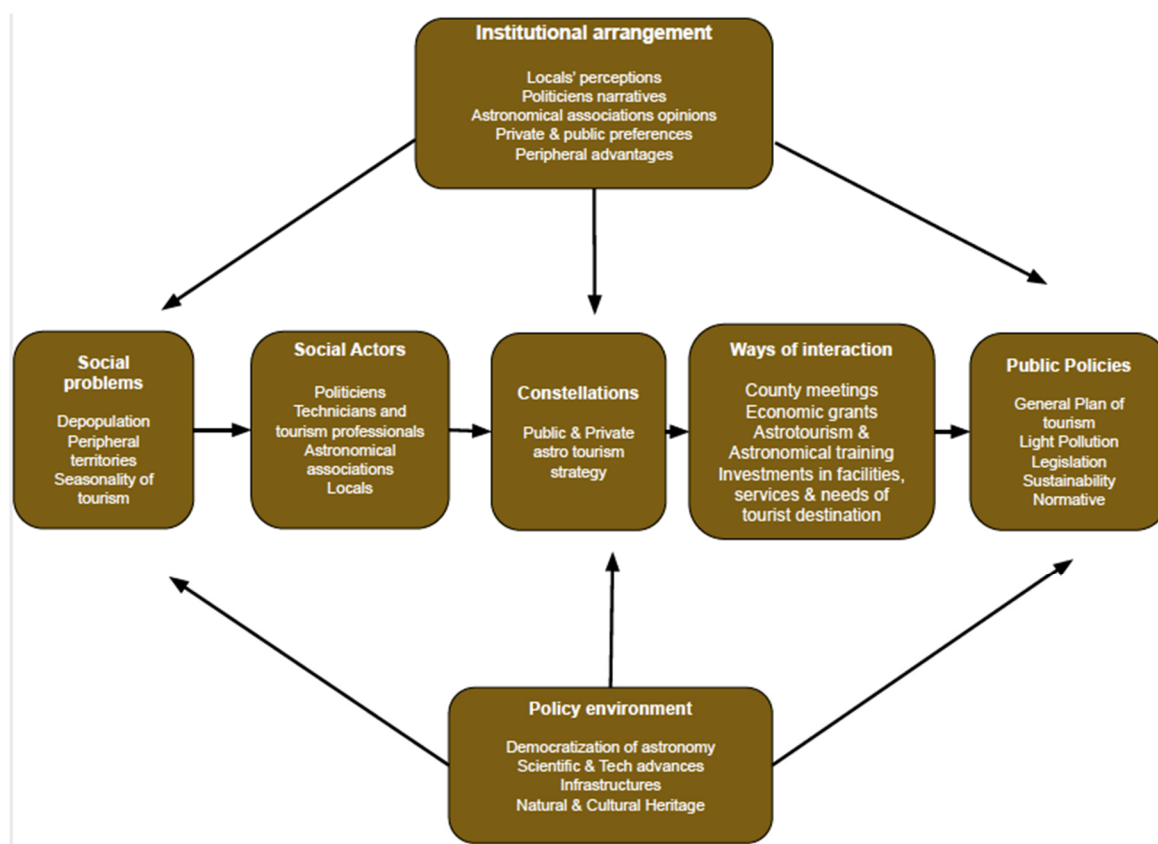 Institutional arrangement
Locals' perceptions
Politiciens narratives
Astronomical associations opinions
Private & public preferences
Peripheral advantages
Social
problems
Depopulation
Peripheral
territories
Seasonality of
tourism
Social Actors
Politiciens
Technicians and
tourism professionals
Astronomical
associations
Locals
Constellations
Public & Private
astro tourism
strategy
Ways of interaction
County meetings
Economic grants
Astrotourism &
Astronomical training
Investments in facilities,
services & needs of
tourist destination
Public Policies
General Plan of
tourism
Light Pollution
Legislation
Sustainability
Normative
Policy environment
Democratization of astronomy
Scientific & Tech advances
Infrastructures
Natural & Cultural Heritage